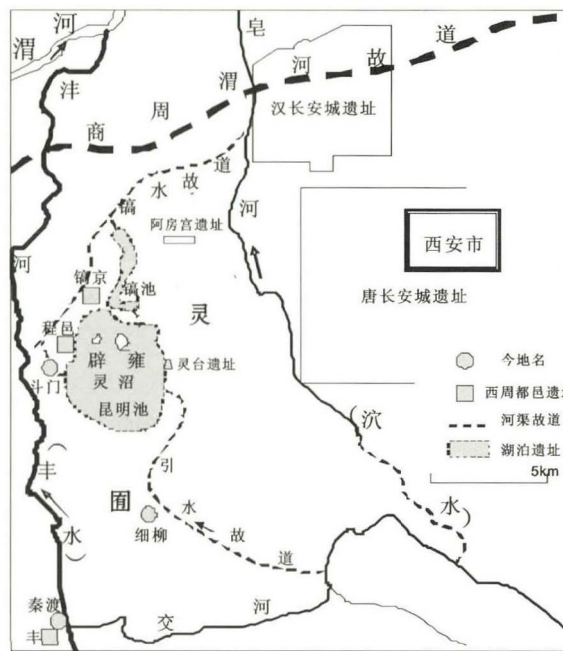 渭河
沣河
(丰水)
皂河
商周渭河故道
汉长安城遗址
镐水故道
阿房宫遗址
西安市
唐长安城遗址
镐京
镐池
灵囿
程邑
辟雍
灵沼
昆明池
灵台遗址
斗门
今地名
西周都邑遗
河渠故道
湖泊遗址
5km
(泬水)
引水故道
细柳
秦渡
丰
交河